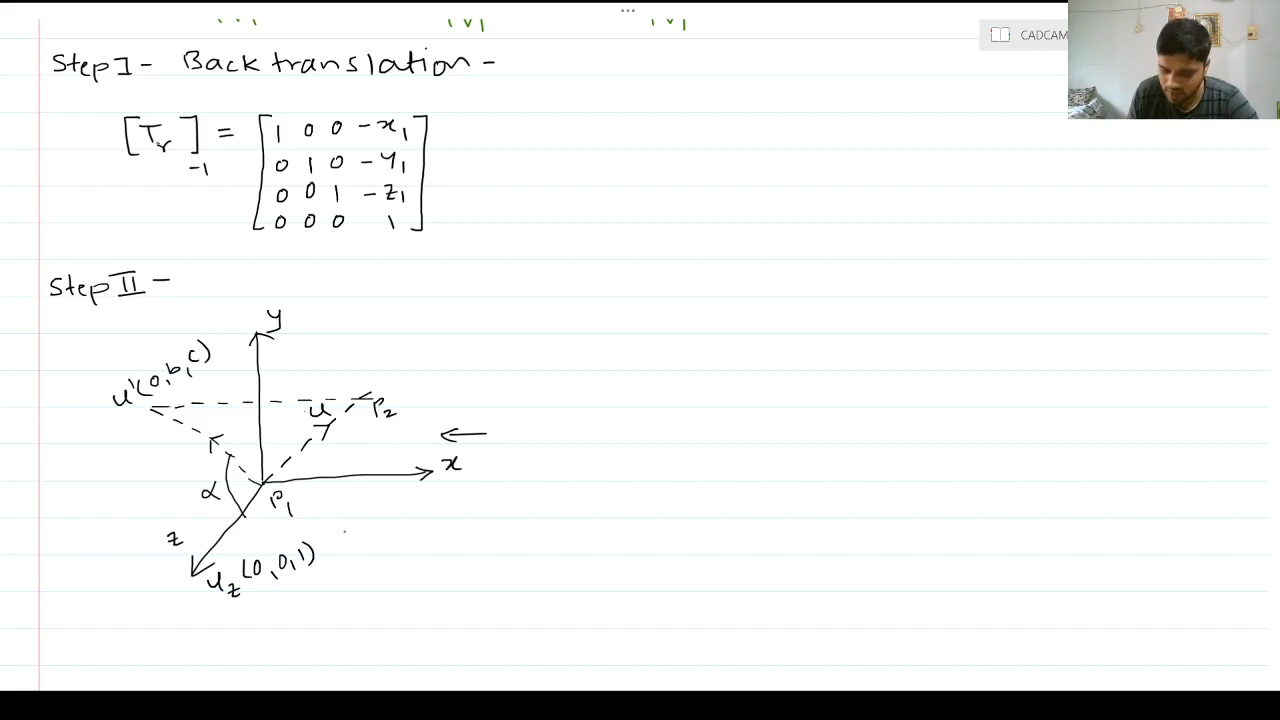 CADCAM
Step I - Back translation -
[Tr]-1 = [1 0 0 -x1
0 1 0 -y1
0 0 1 -z1
0 0 0 1]
Step II -
y
u'(0,b,c)
u
P2
x
α
P1
z
uz(0,0,1)